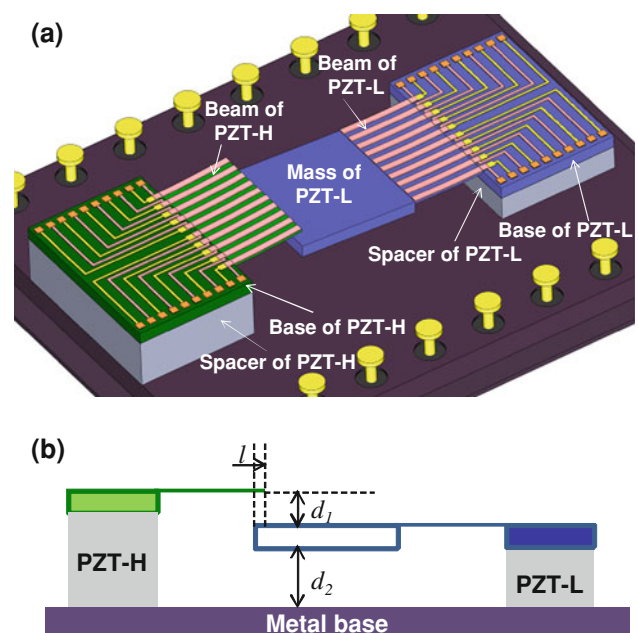 (a)
Beam of
PZT-L
Beam of
PZT-H
Mass of
PZT-L
Spacer of PZT-L
Base of PZT-L
Base of PZT-H
Spacer of PZT-H
(b)
l
d1
PZT-H
d2
PZT-L
Metal base